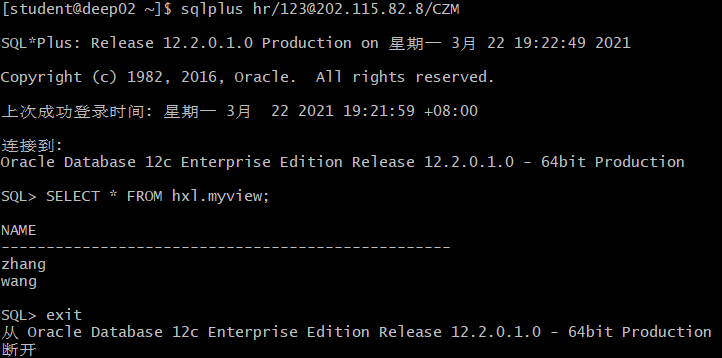 [student@deep02 ~]$ sqlplus hr/123@202.115.82.8/CZM
SQL*Plus: Release 12.2.0.1.0 Production on 星期一 3月 22 19:22:49 2021
Copyright (c) 1982, 2016, Oracle.  All rights reserved.
上次成功登录时间: 星期一 3月  22 2021 19:21:59 +08:00
连接到:
Oracle Database 12c Enterprise Edition Release 12.2.0.1.0 - 64bit Production
SQL> SELECT * FROM hxl.myview;
NAME
--------------------------------------------------
zhang
wang
SQL> exit
从 Oracle Database 12c Enterprise Edition Release 12.2.0.1.0 - 64bit Production
断开